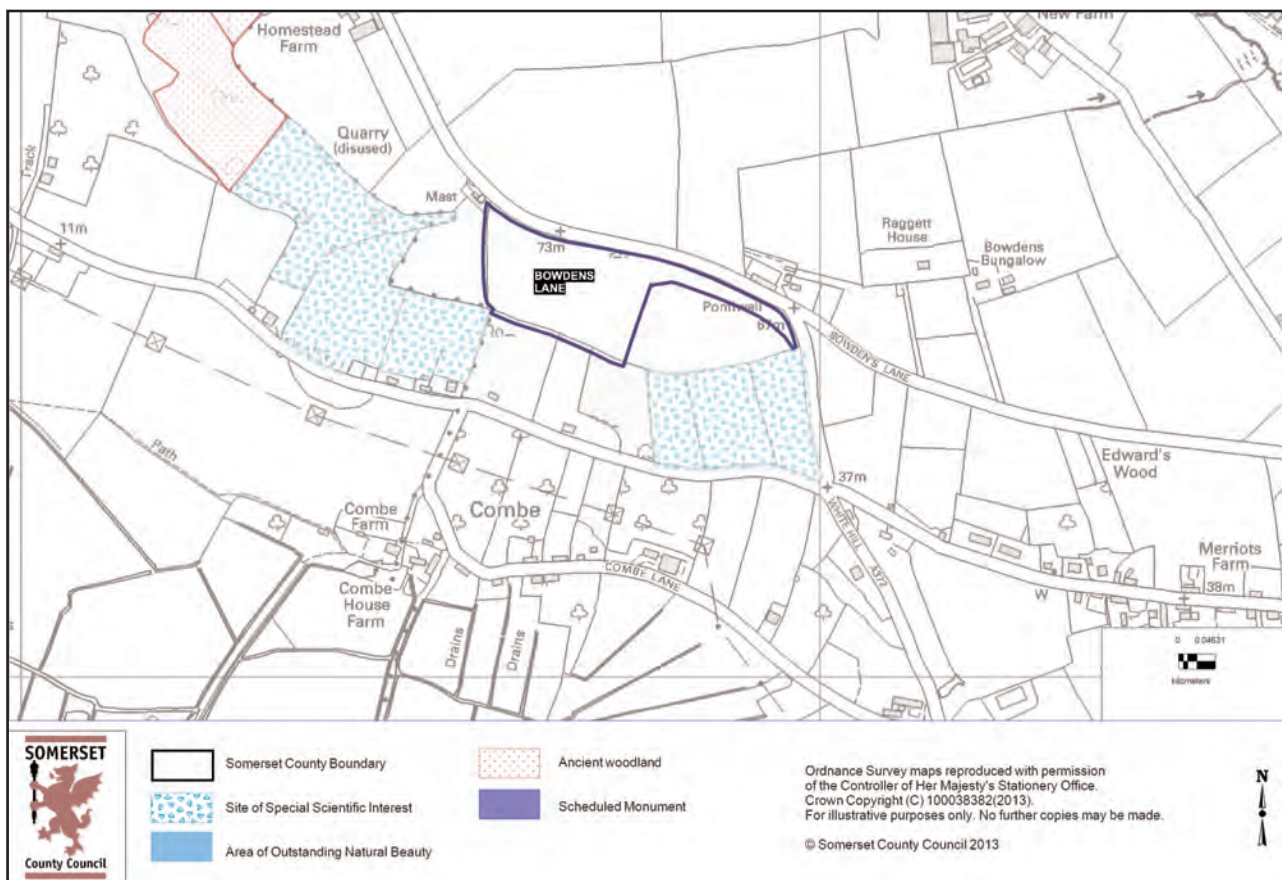 New Farm
Homestead
Farm
Quarry
(disused)
Track
Mast
11m
73m
BOWDENS
LANE
Raggett
House
Bowdens
Bungalow
67m
BOWDEN'S LANE
Path
Combe
Farm
Combe
37m
Edward's
Wood
WHITE HILL
A372
Merriots
Farm
COMBE LANE
Combe
House
Farm
W
38m
Drains
Drains
0 0.04631
kilometers
SOMERSET
County Council
Somerset County Boundary
Site of Special Scientific Interest
Area of Outstanding Natural Beauty
Ancient woodland
Scheduled Monument
Ordnance Survey maps reproduced with permission
of the Controller of Her Majesty's Stationery Office.
Crown Copyright (C) 100038382(2013).
For illustrative purposes only. No further copies may be made.
© Somerset County Council 2013
N